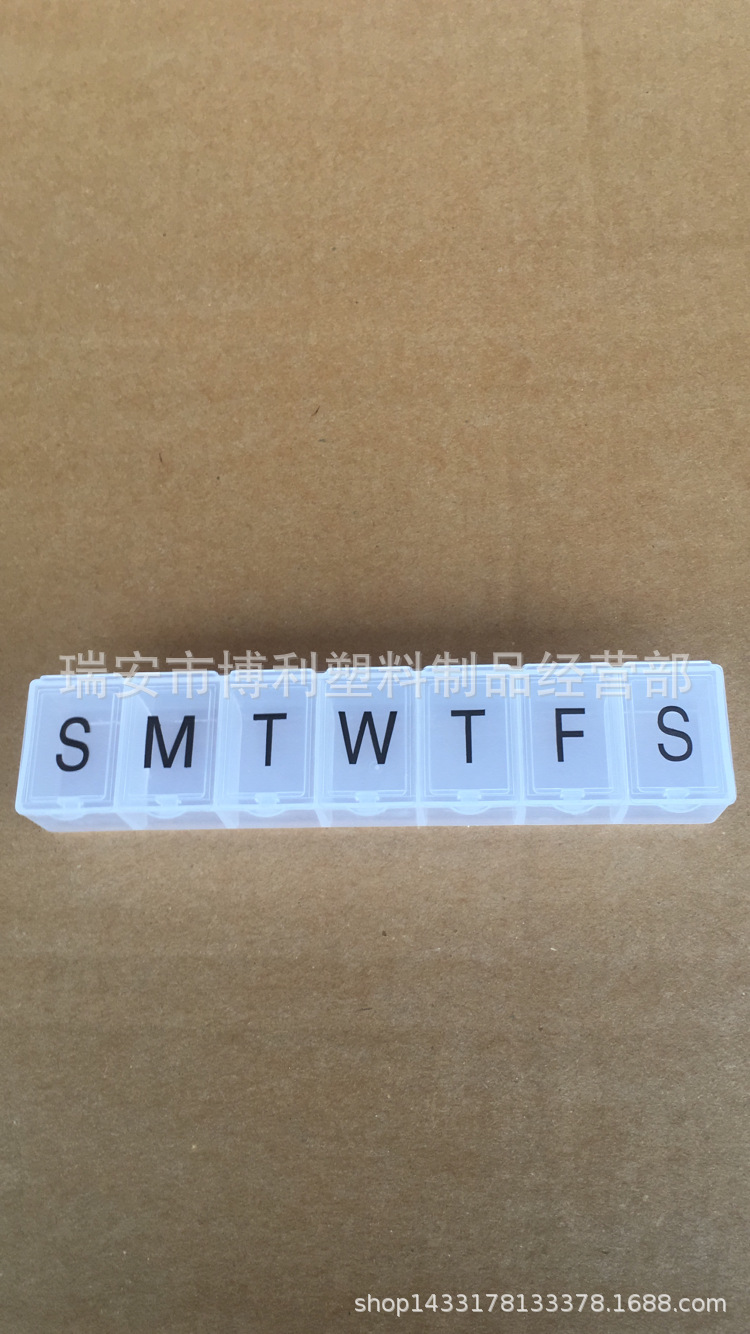 瑞安市博利塑料制品经营部
S M T W T F S
shop1433178133378.1688.com